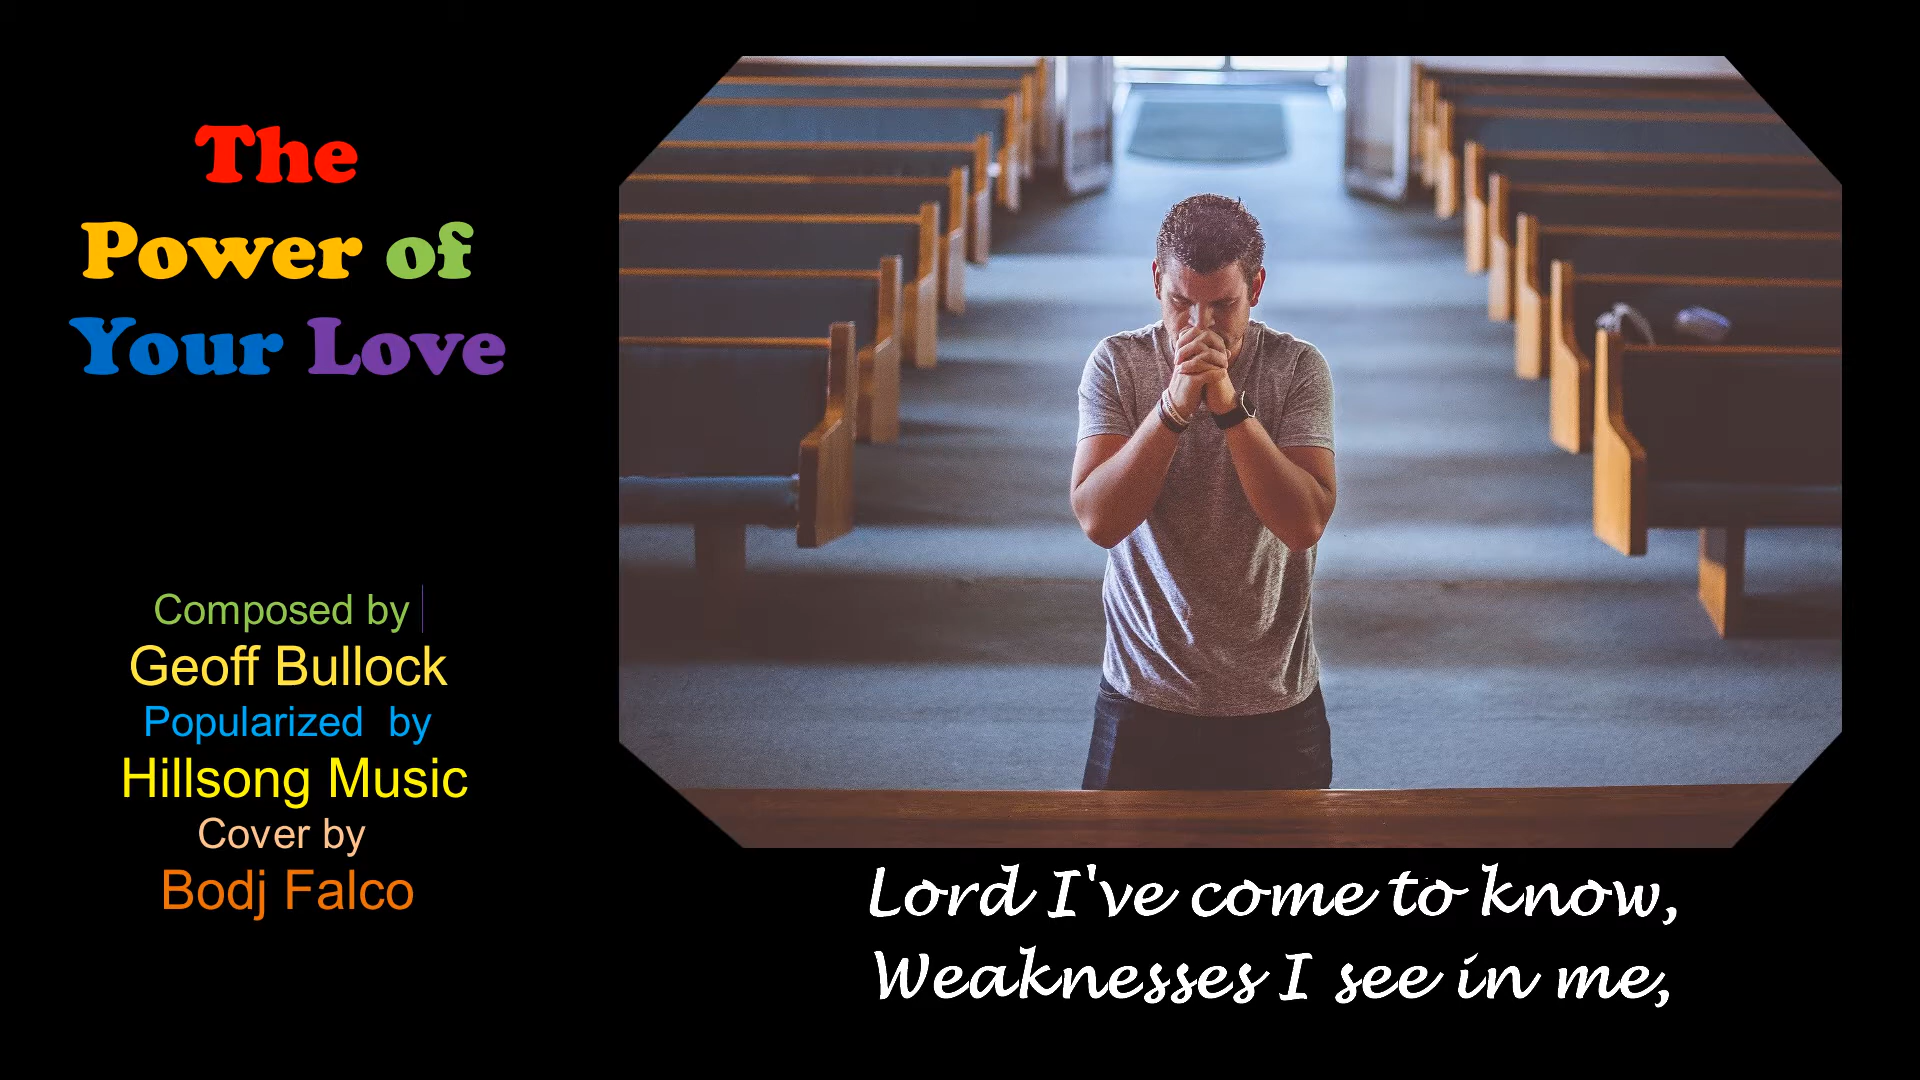 The
Power of
Your Love
Composed by
Geoff Bullock
Popularized by
Hillsong Music
Cover by
Bodj Falco
Lord I've come to know,
Weaknesses I see in me,